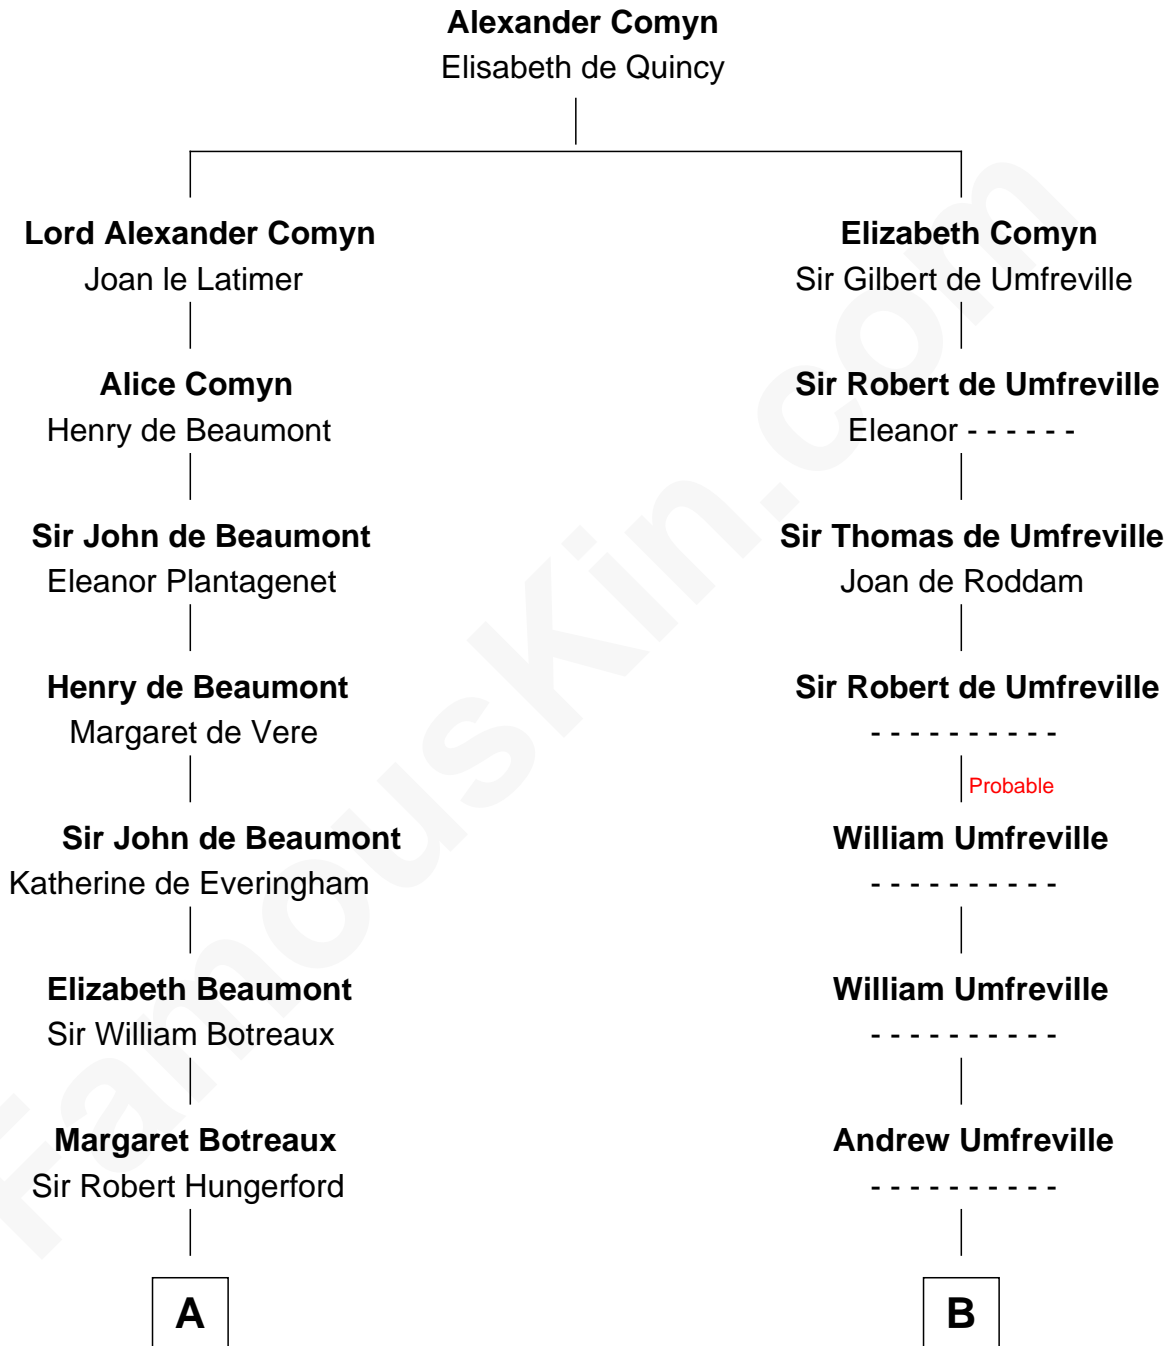 Alexander Comyn
Elisabeth de Quincy
Lord Alexander Comyn
Joan le Latimer
Elizabeth Comyn
Sir Gilbert de Umfreville
Alice Comyn
Henry de Beaumont
Sir Robert de Umfreville
Eleanor - - - - - -
Sir John de Beaumont
Eleanor Plantagenet
Sir Thomas de Umfreville
Joan de Roddam
Henry de Beaumont
Margaret de Vere
Sir Robert de Umfreville
- - - - - - - - - -
Probable
Sir John de Beaumont
Katherine de Everingham
William Umfreville
- - - - - - - - - -
Elizabeth Beaumont
Sir William Botreaux
William Umfreville
- - - - - - - - - -
Margaret Botreaux
Sir Robert Hungerford
Andrew Umfreville
- - - - - - - - - -
A
B
FamousKin.com